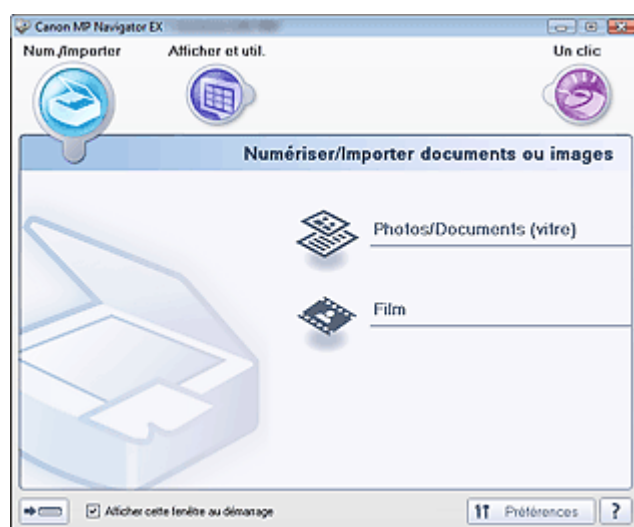 Canon MP Navigator EX
Num./Importer
Afficher et util.
Un clic
Numériser/Importer documents ou images
Photos/Documents (vitre)
Film
Afficher cette fenêtre au démarrage
Préférences
?